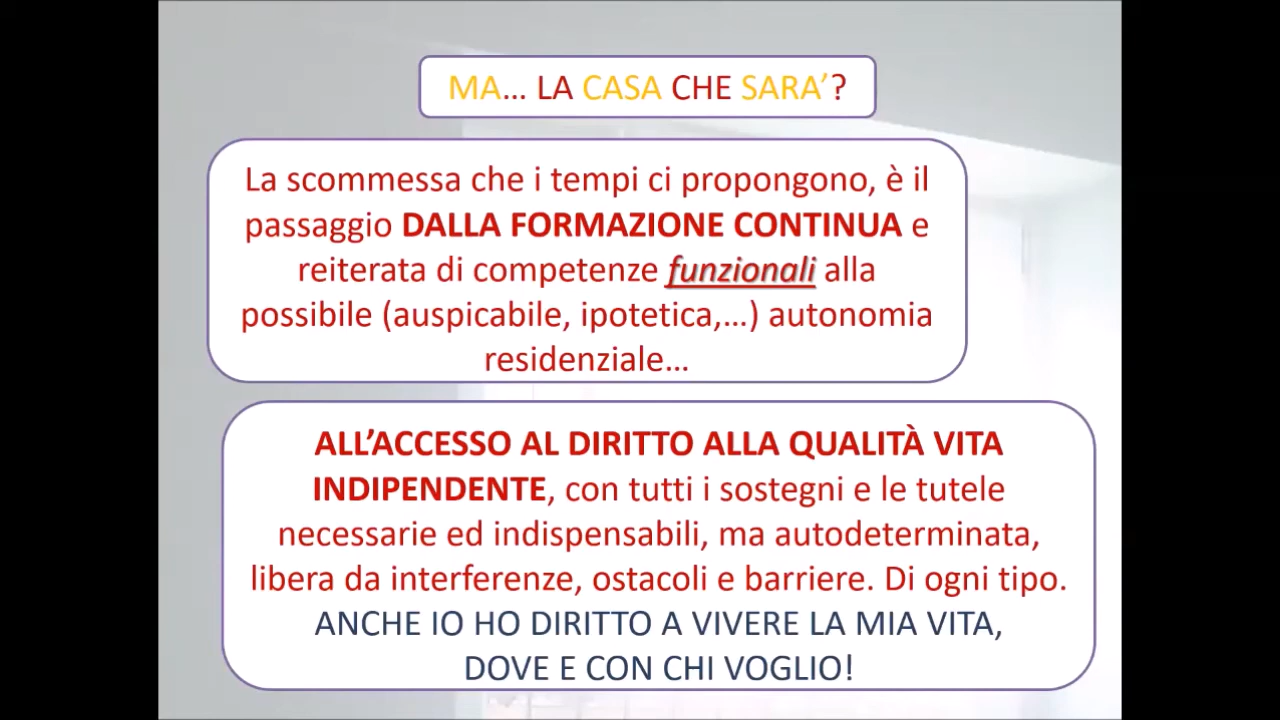 MA... LA CASA CHE SARA’?
La scommessa che i tempi ci propongono, è il
passaggio DALLA FORMAZIONE CONTINUA e
reiterata di competenze funzionali alla
possibile (auspicabile, ipotetica,...) autonomia
residenziale...
ALL’ACCESSO AL DIRITTO ALLA QUALITÀ VITA
INDIPENDENTE, con tutti i sostegni e le tutele
necessarie ed indispensabili, ma autodeterminata,
libera da interferenze, ostacoli e barriere. Di ogni tipo.
ANCHE IO HO DIRITTO A VIVERE LA MIA VITA,
DOVE E CON CHI VOGLIO!